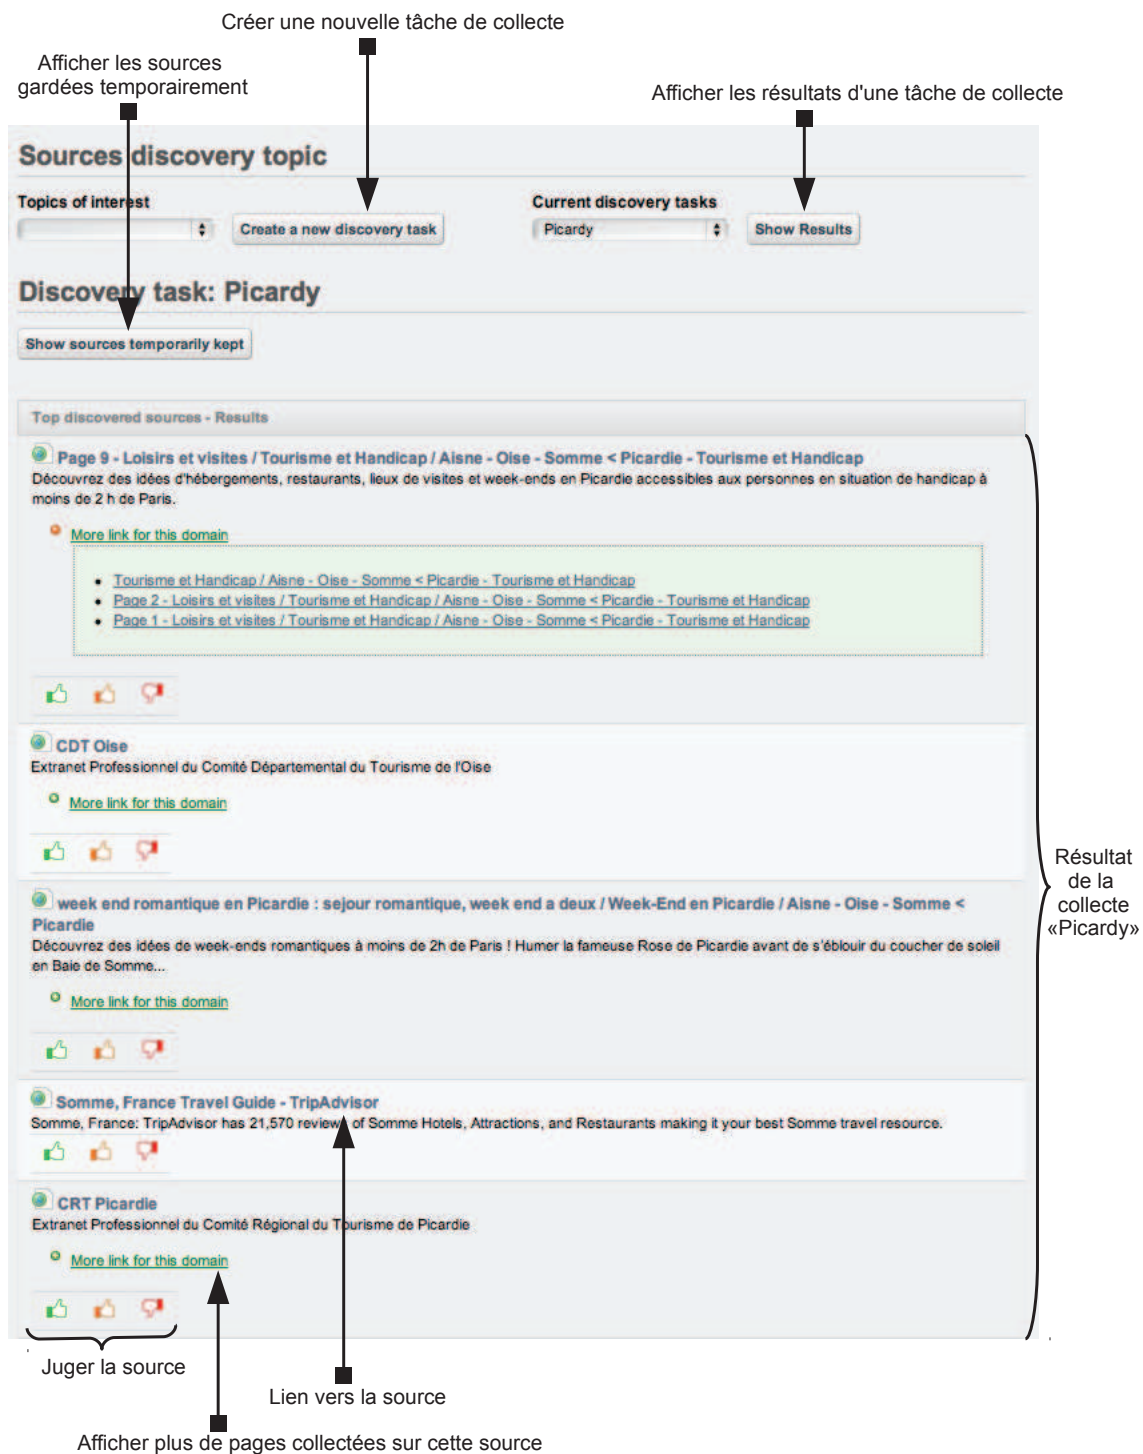 Créer une nouvelle tâche de collecte
Afficher les sources
gardées temporairement
Afficher les résultats d'une tâche de collecte
Sources discovery topic
Topics of interest
Current discovery tasks
Create a new discovery task
Picardy
Show Results
Discovery task: Picardy
Show sources temporarily kept
Top discovered sources - Results
Page 9 - Loisirs et visites / Tourisme et Handicap / Aisne - Oise - Somme < Picardie - Tourisme et Handicap
Découvrez des idées d'hébergements, restaurants, lieux de visites et week-ends en Picardie accessibles aux personnes en situation de handicap à
moins de 2 h de Paris.
More link for this domain
Tourisme et Handicap / Aisne - Oise - Somme < Picardie - Tourisme et Handicap
Page 2 - Loisirs et visites / Tourisme et Handicap / Aisne - Oise - Somme < Picardie - Tourisme et Handicap
Page 1 - Loisirs et visites / Tourisme et Handicap / Aisne - Oise - Somme < Picardie - Tourisme et Handicap
CDT Oise
Extranet Professionnel du Comité Départemental du Tourisme de l'Oise
More link for this domain
week end romantique en Picardie : sejour romantique, week end a deux / Week-End en Picardie / Aisne - Oise - Somme <
Picardie
Découvrez des idées de week-ends romantiques à moins de 2h de Paris ! Humer la fameuse Rose de Picardie avant de s'éblouir du coucher de soleil
en Baie de Somme...
More link for this domain
Somme, France Travel Guide - TripAdvisor
Somme, France: TripAdvisor has 21,570 reviews of Somme Hotels, Attractions, and Restaurants making it your best Somme travel resource.
CRT Picardie
Extranet Professionnel du Comité Régional du Tourisme de Picardie
More link for this domain
Résultat
de la
collecte
«Picardy»
Juger la source
Lien vers la source
Afficher plus de pages collectées sur cette source